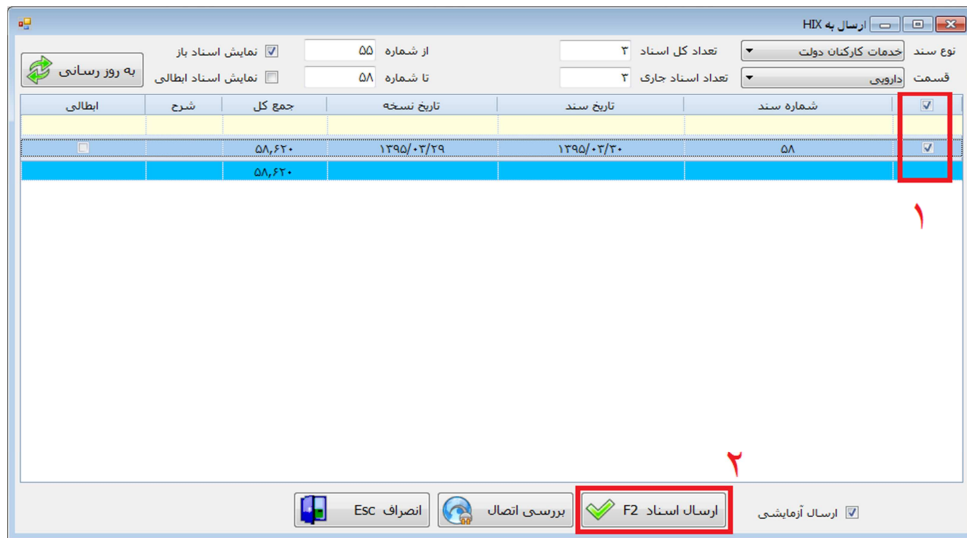 ارسال به HIX
نوع سند خدمات کارکنان دولت تعداد کل اسناد ۳ از شماره ۵۵ نمایش اسناد باز
قسمت دارویی تعداد اسناد جاری ۳ تا شماره ۵۸ نمایش اسناد ابطالی
به روز رسانی
شماره سند تاریخ سند تاریخ نسخه جمع کل شرح ابطالی
۵۸ ۱۳۹۵/۰۳/۳۰ ۱۳۹۵/۰۳/۲۹ ۵۸,۶۲۰
۵۸,۶۲۰
۱
۲
ارسال آزمایشی ارسال اسناد F2 بررسی اتصال انصراف Esc